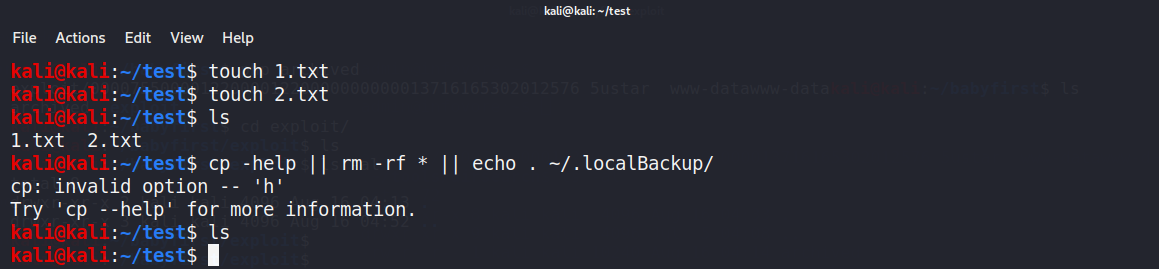 kali@kali: ~/test
File Actions Edit View Help
kali@kali:~/test$ touch 1.txt
kali@kali:~/test$ touch 2.txt
kali@kali:~/test$ ls
1.txt 2.txt
kali@kali:~/test$ cp -help || rm -rf * || echo . ~/.localBackup/
cp: invalid option -- 'h'
Try 'cp --help' for more information.
kali@kali:~/test$ ls
kali@kali:~/test$